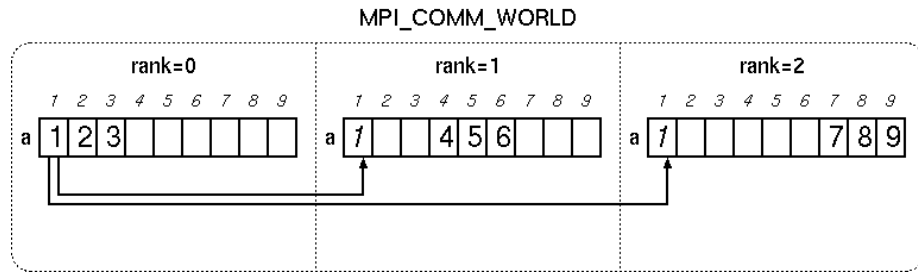 MPI_COMM_WORLD
rank=0 rank=1 rank=2
1 2 3 4 5 6 7 8 9 1 2 3 4 5 6 7 8 9 1 2 3 4 5 6 7 8 9
a 1 2 3 a 1 4 5 6 a 1 7 8 9